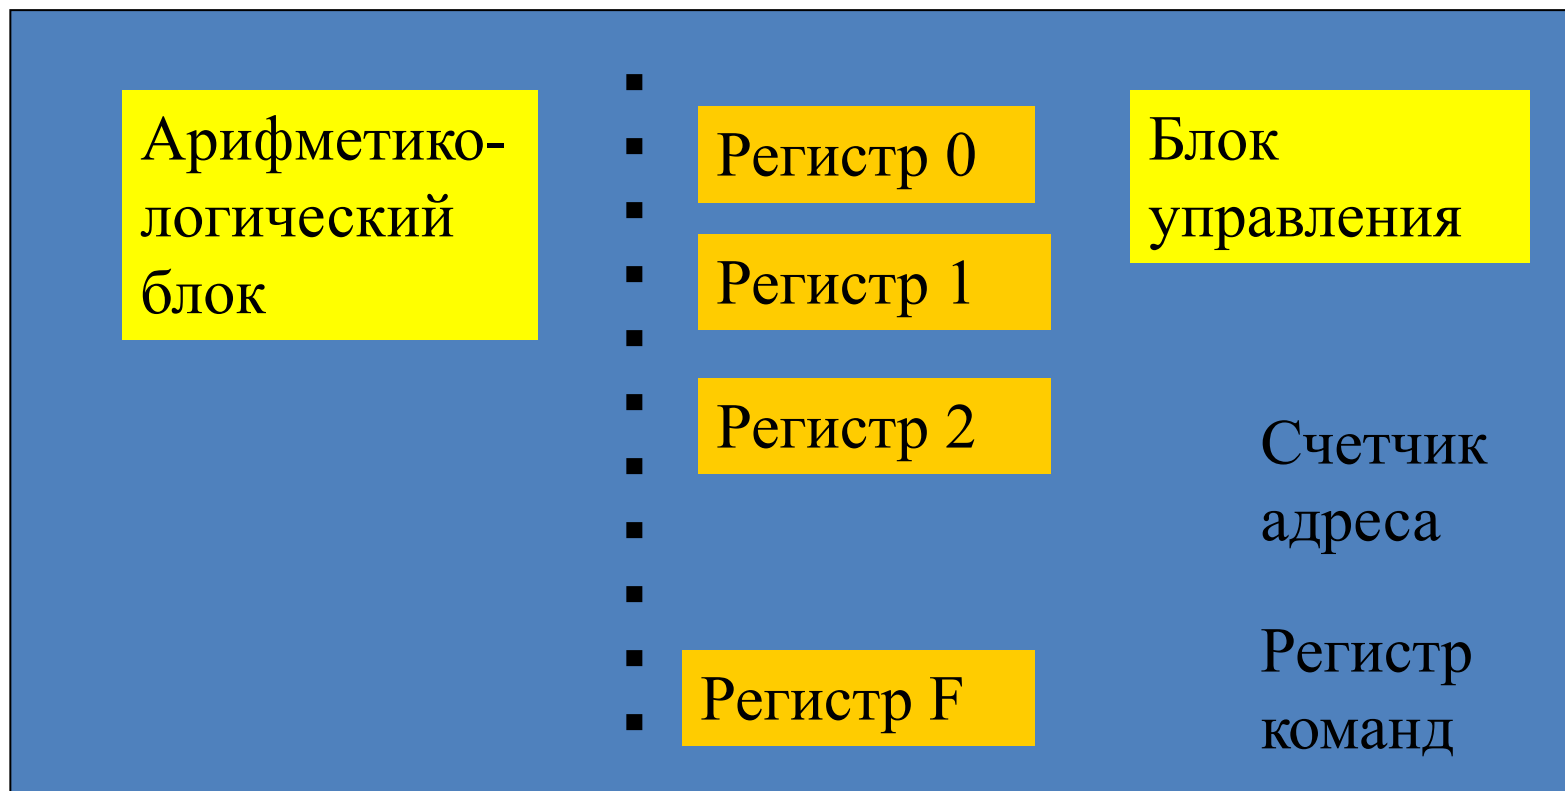 Арифметико-
логический
блок
Регистр 0
Регистр 1
Регистр 2
Регистр F
Блок
управления
Счетчик
адреса
Регистр
команд